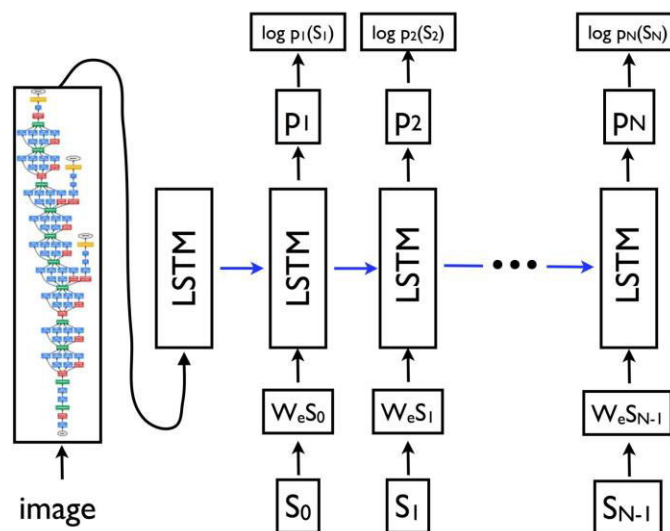 log p₁(S₁) log p₂(S₂) log pN(SN)
p₁ p₂ pN
LSTM LSTM LSTM LSTM
WeS₀ WeS₁ WeSN-1
image S₀ S₁ SN-1